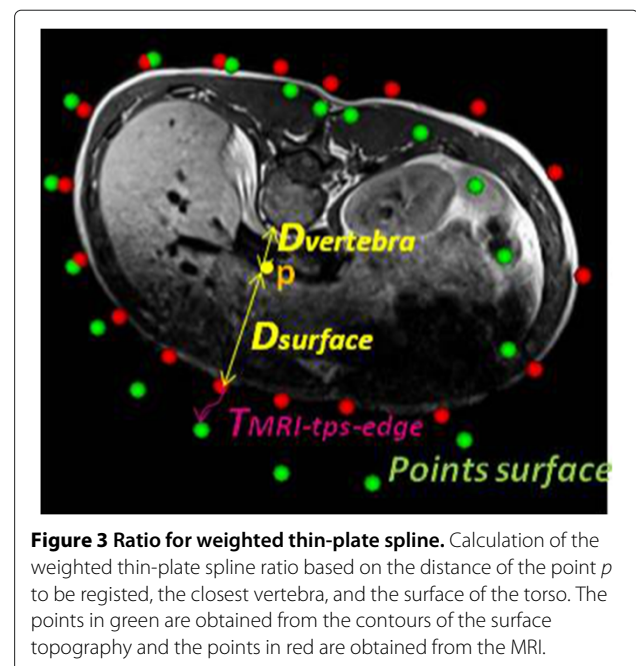 Dvertebra
p
Dsurface
TMRI-tps-edge
Points surface
Figure 3 Ratio for weighted thin-plate spline. Calculation of the
weighted thin-plate spline ratio based on the distance of the point p
to be registed, the closest vertebra, and the surface of the torso. The
points in green are obtained from the contours of the surface
topography and the points in red are obtained from the MRI.